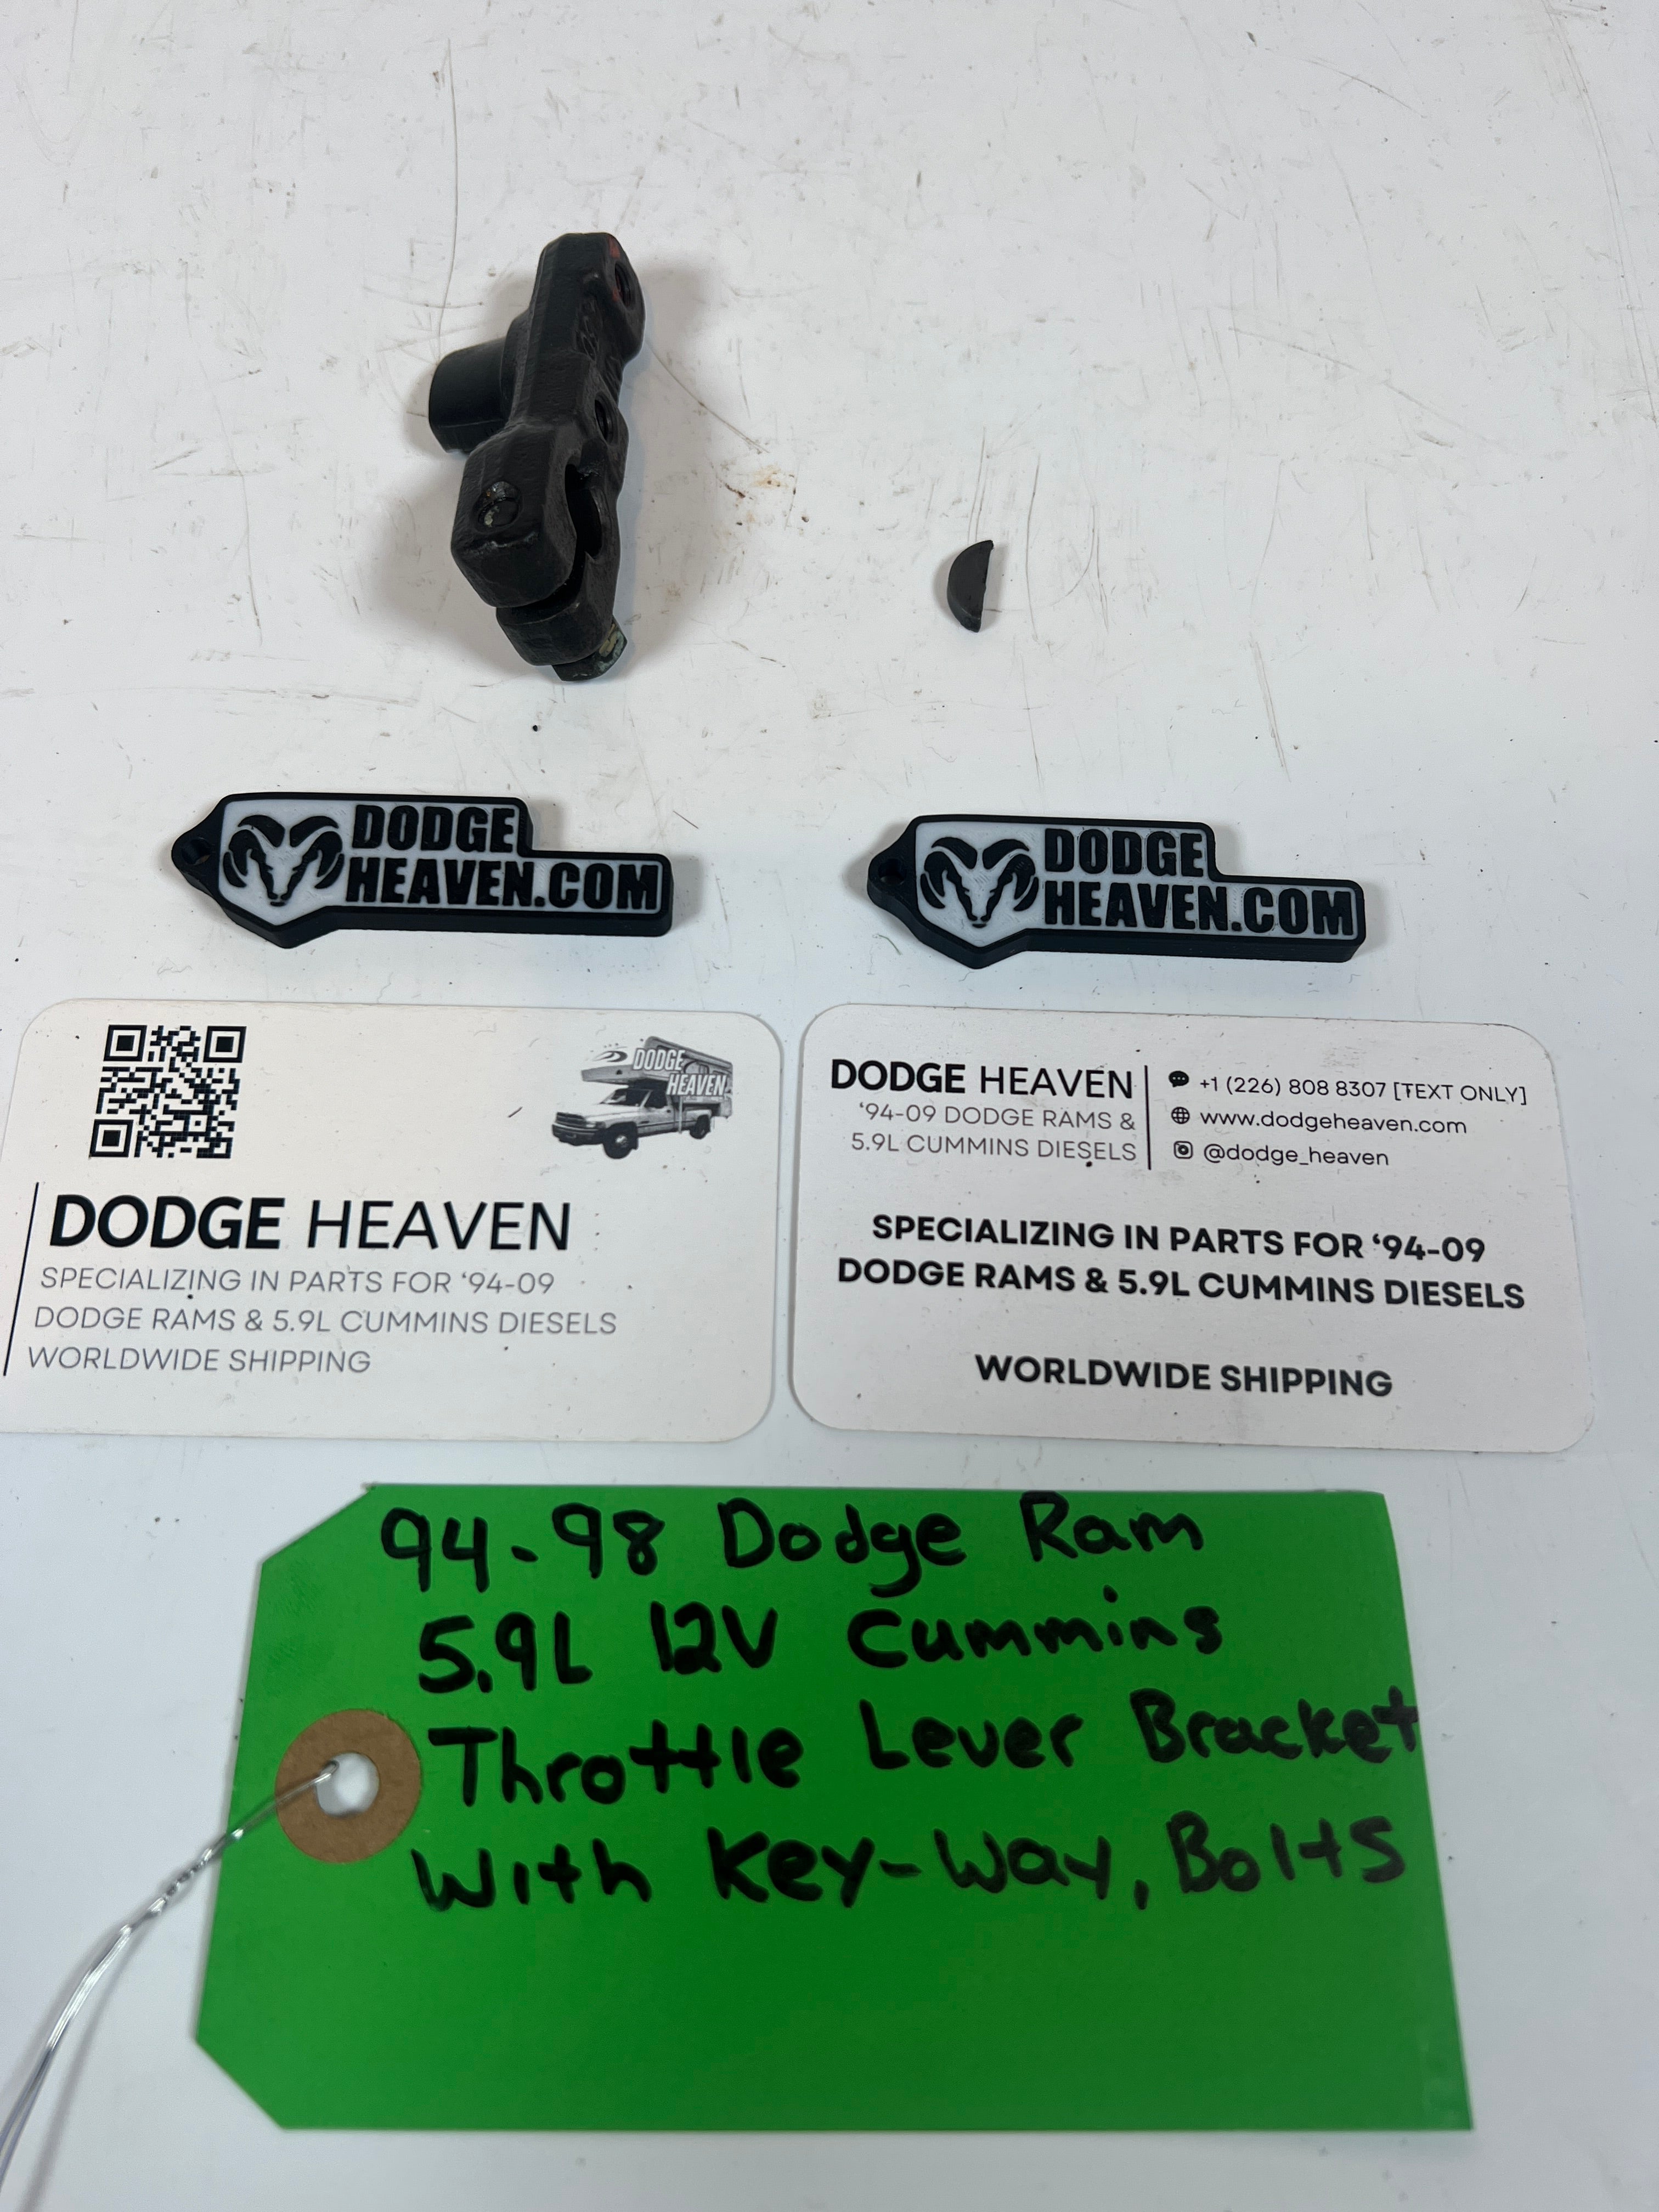 DODGE
HEAVEN.COM
DODGE
HEAVEN.COM
DODGE
HEAVEN
DODGE HEAVEN
SPECIALIZING IN PARTS FOR ‘94-09
DODGE RAMS & 5.9L CUMMINS DIESELS
WORLDWIDE SHIPPING
DODGE HEAVEN
‘94-09 DODGE RAMS &
5.9L CUMMINS DIESELS
+1 (226) 808 8307 [TEXT ONLY]
www.dodgeheaven.com
@dodge_heaven
SPECIALIZING IN PARTS FOR ‘94-09
DODGE RAMS & 5.9L CUMMINS DIESELS
WORLDWIDE SHIPPING
94-98 Dodge Ram
5.9L 12V Cummins
Throttle Lever Bracket
With Key-Way, Bolts